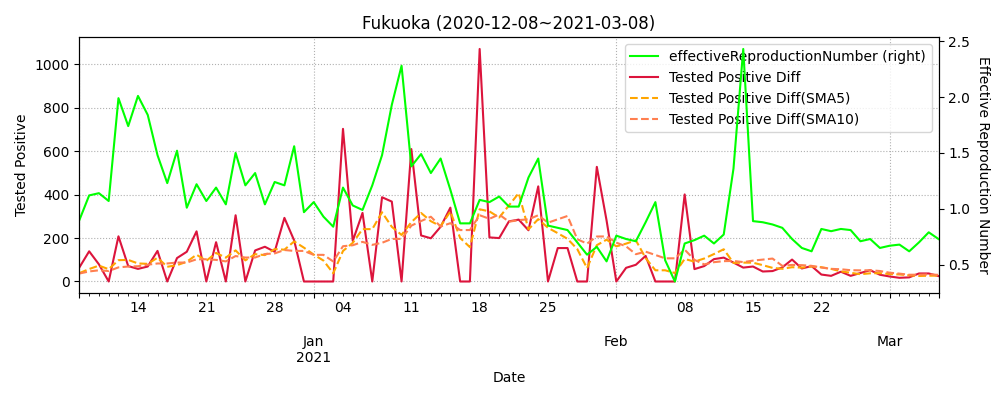 Fukuoka (2020-12-08~2021-03-08)
effectiveReproductionNumber (right)
Tested Positive Diff
Tested Positive Diff(SMA5)
Tested Positive Diff(SMA10)
Tested Positive
1000
800
600
400
200
0
Effective Reproduction Number
2.5
2.0
1.5
1.0
0.5
14 21 28 04 11 18 25 08 15 22
Jan Feb Mar
2021
Date